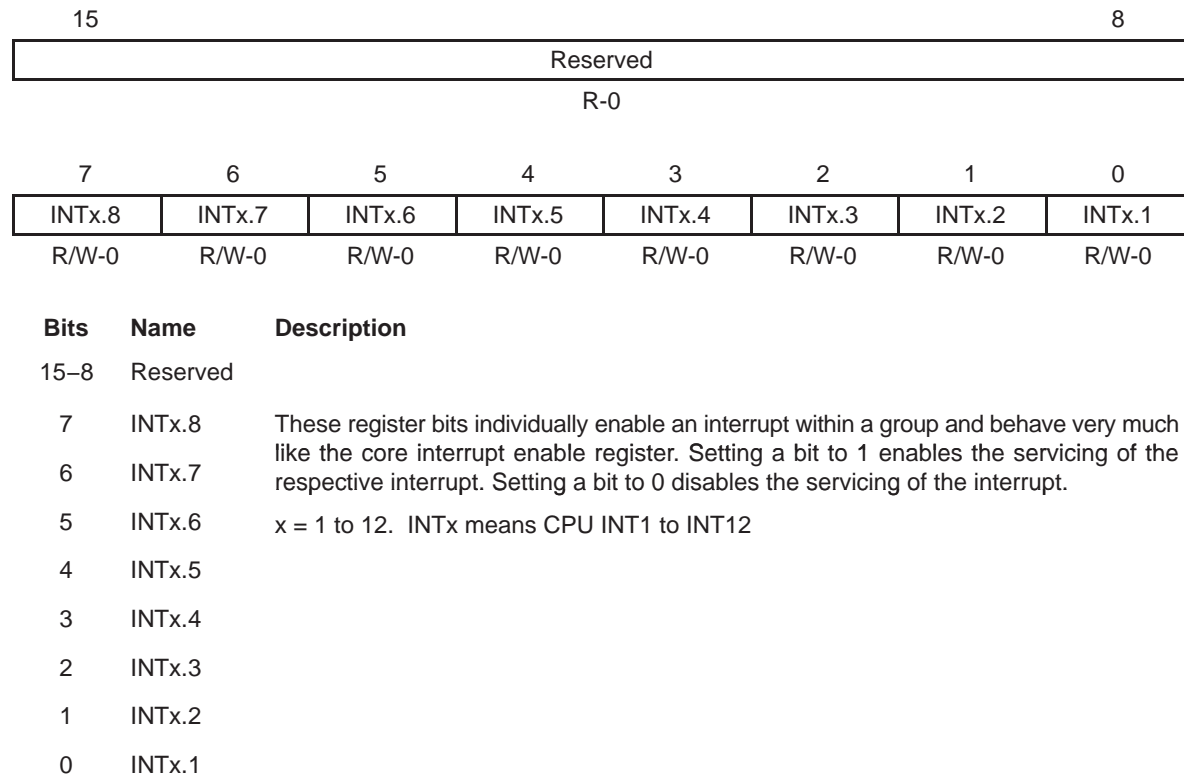 15 8
Reserved
R-0
7 6 5 4 3 2 1 0
INTx.8 INTx.7 INTx.6 INTx.5 INTx.4 INTx.3 INTx.2 INTx.1
R/W-0 R/W-0 R/W-0 R/W-0 R/W-0 R/W-0 R/W-0 R/W-0
Bits Name Description
15−8 Reserved
7 INTx.8 These register bits individually enable an interrupt within a group and behave very much
like the core interrupt enable register. Setting a bit to 1 enables the servicing of the
6 INTx.7 respective interrupt. Setting a bit to 0 disables the servicing of the interrupt.
5 INTx.6 x = 1 to 12. INTx means CPU INT1 to INT12
4 INTx.5
3 INTx.4
2 INTx.3
1 INTx.2
0 INTx.1